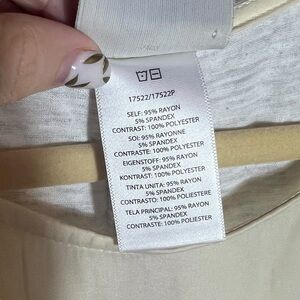 17522/17522P
SELF: 95% RAYON
5% SPANDEX
CONTRAST: 100% POLYESTER
SOI: 95% RAYONNE
5% SPANDEX
CONTRASTE: 100% POLYESTER
EIGENSTOFF: 95% RAYON
5% SPANDEX
KONTRAST: 100% POLYESTER
TINTA UNITA: 95% RAYON
5% SPANDEX
CONTRASTO: 100% POLIESTERE
TELA PRINCIPAL: 95% RAYON
5% SPANDEX
CONTRASTE: 100% POLIESTER